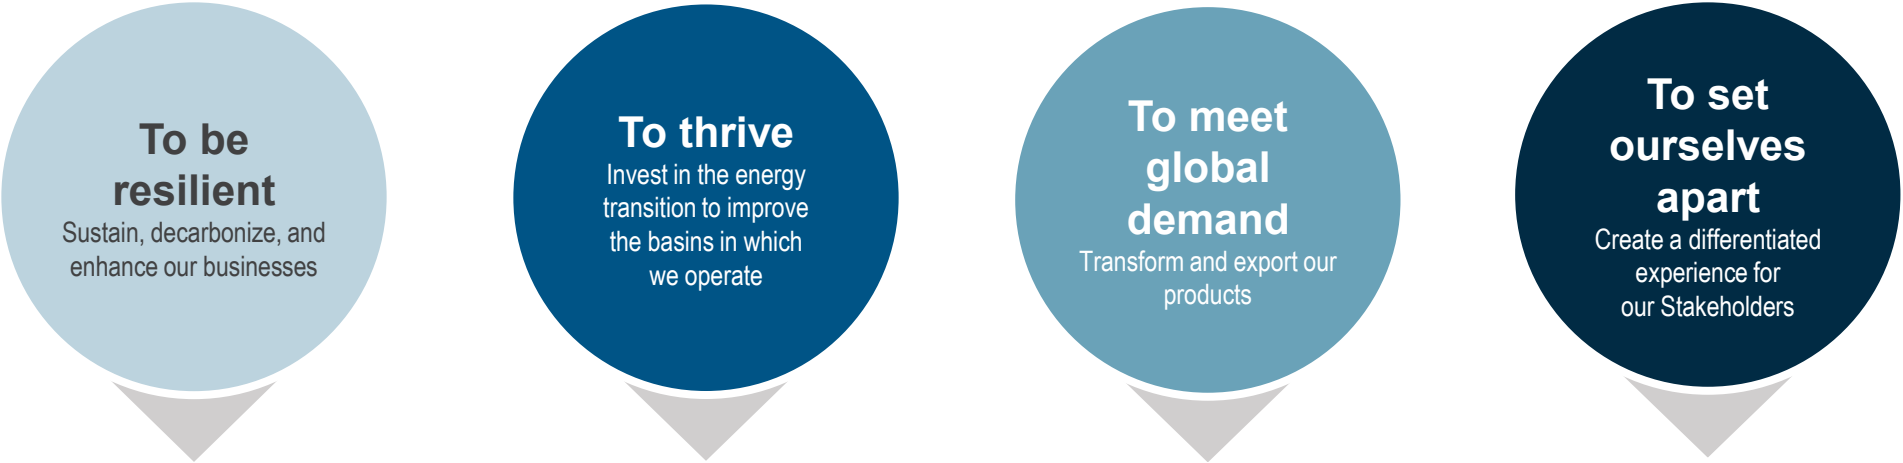 To be
resilient
Sustain, decarbonize, and
enhance our businesses
To thrive
Invest in the energy
transition to improve
the basins in which
we operate
To meet
global
demand
Transform and export our
products
To set
ourselves
apart
Create a differentiated
experience for
our Stakeholders